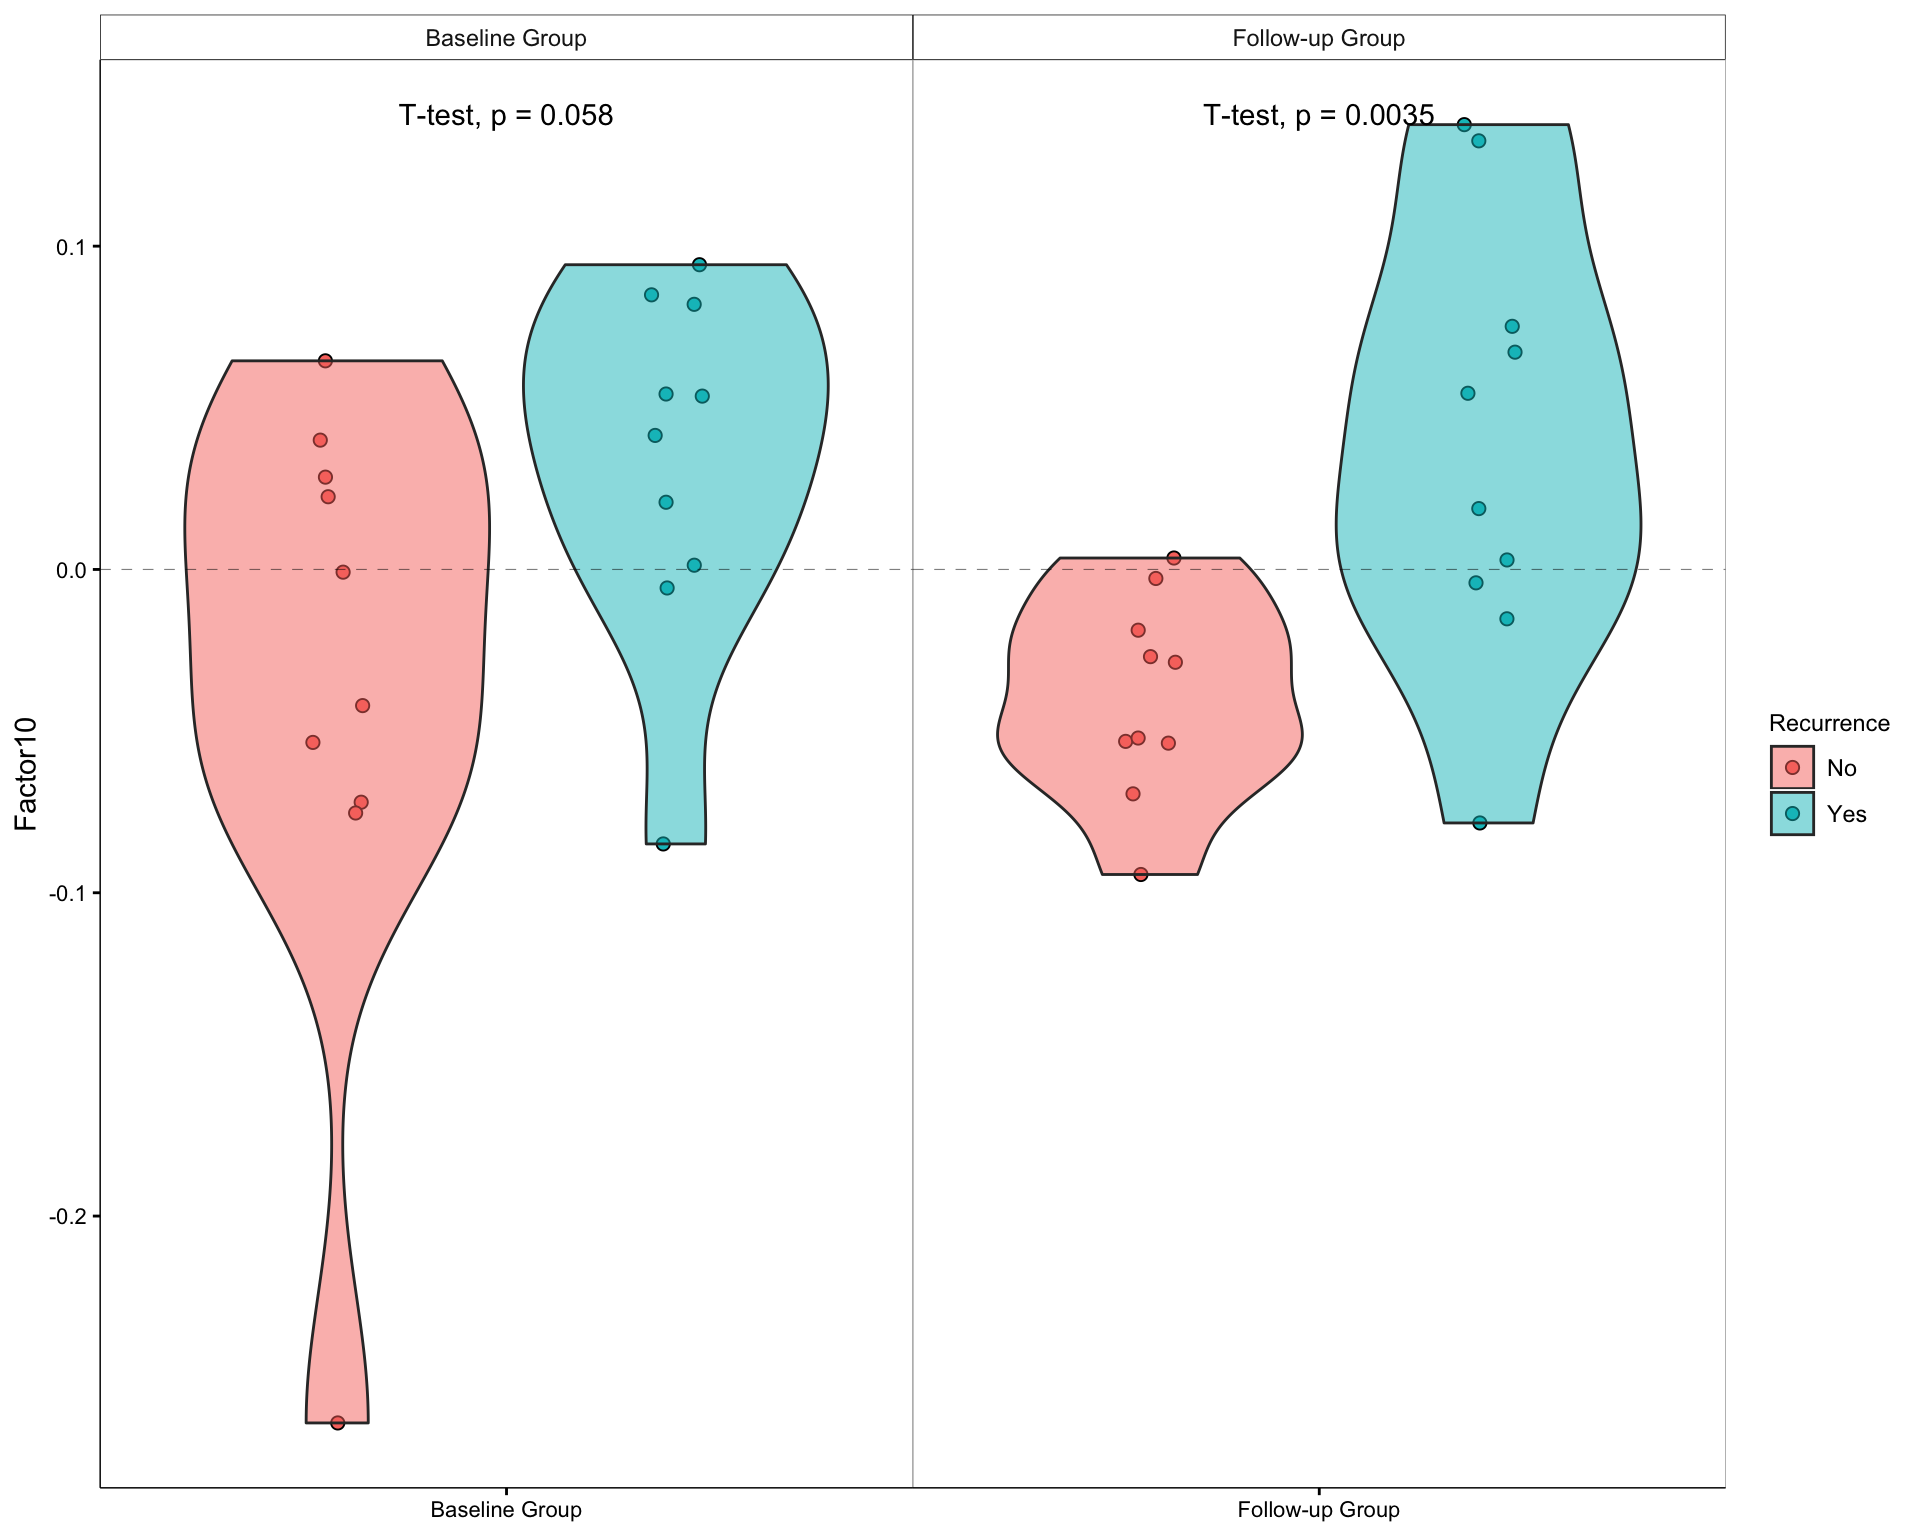 Baseline Group
Follow-up Group
T-test, p = 0.058
T-test, p = 0.0035
0.1
0.0
-0.1
-0.2
Factor10
Baseline Group
Follow-up Group
Recurrence
No
Yes